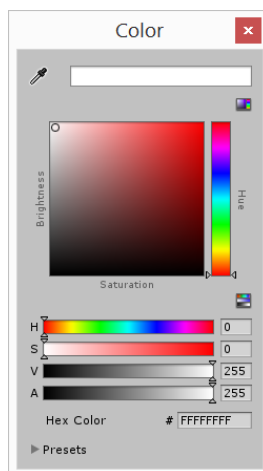 Color
Brightness
Hue
Saturation
H 0
S 0
V 255
A 255
Hex Color # FFFFFFFF
Presets